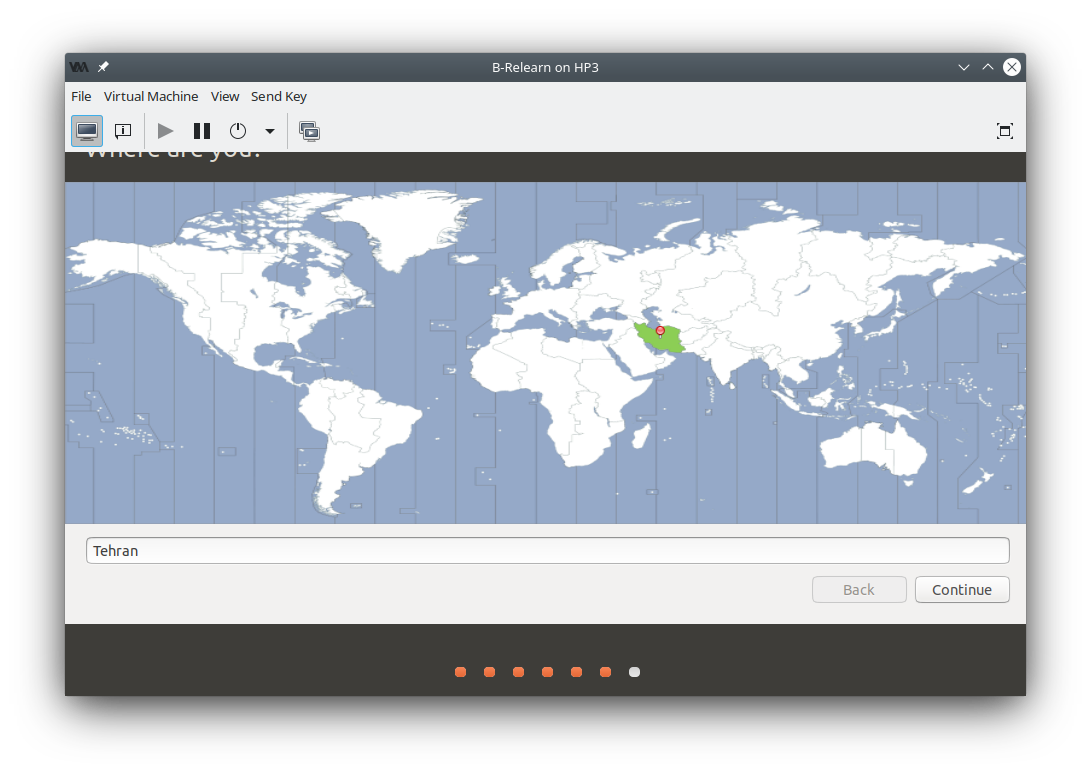 B-Relearn on HP3
File Virtual Machine View Send Key
Where are you?
Tehran
Back Continue